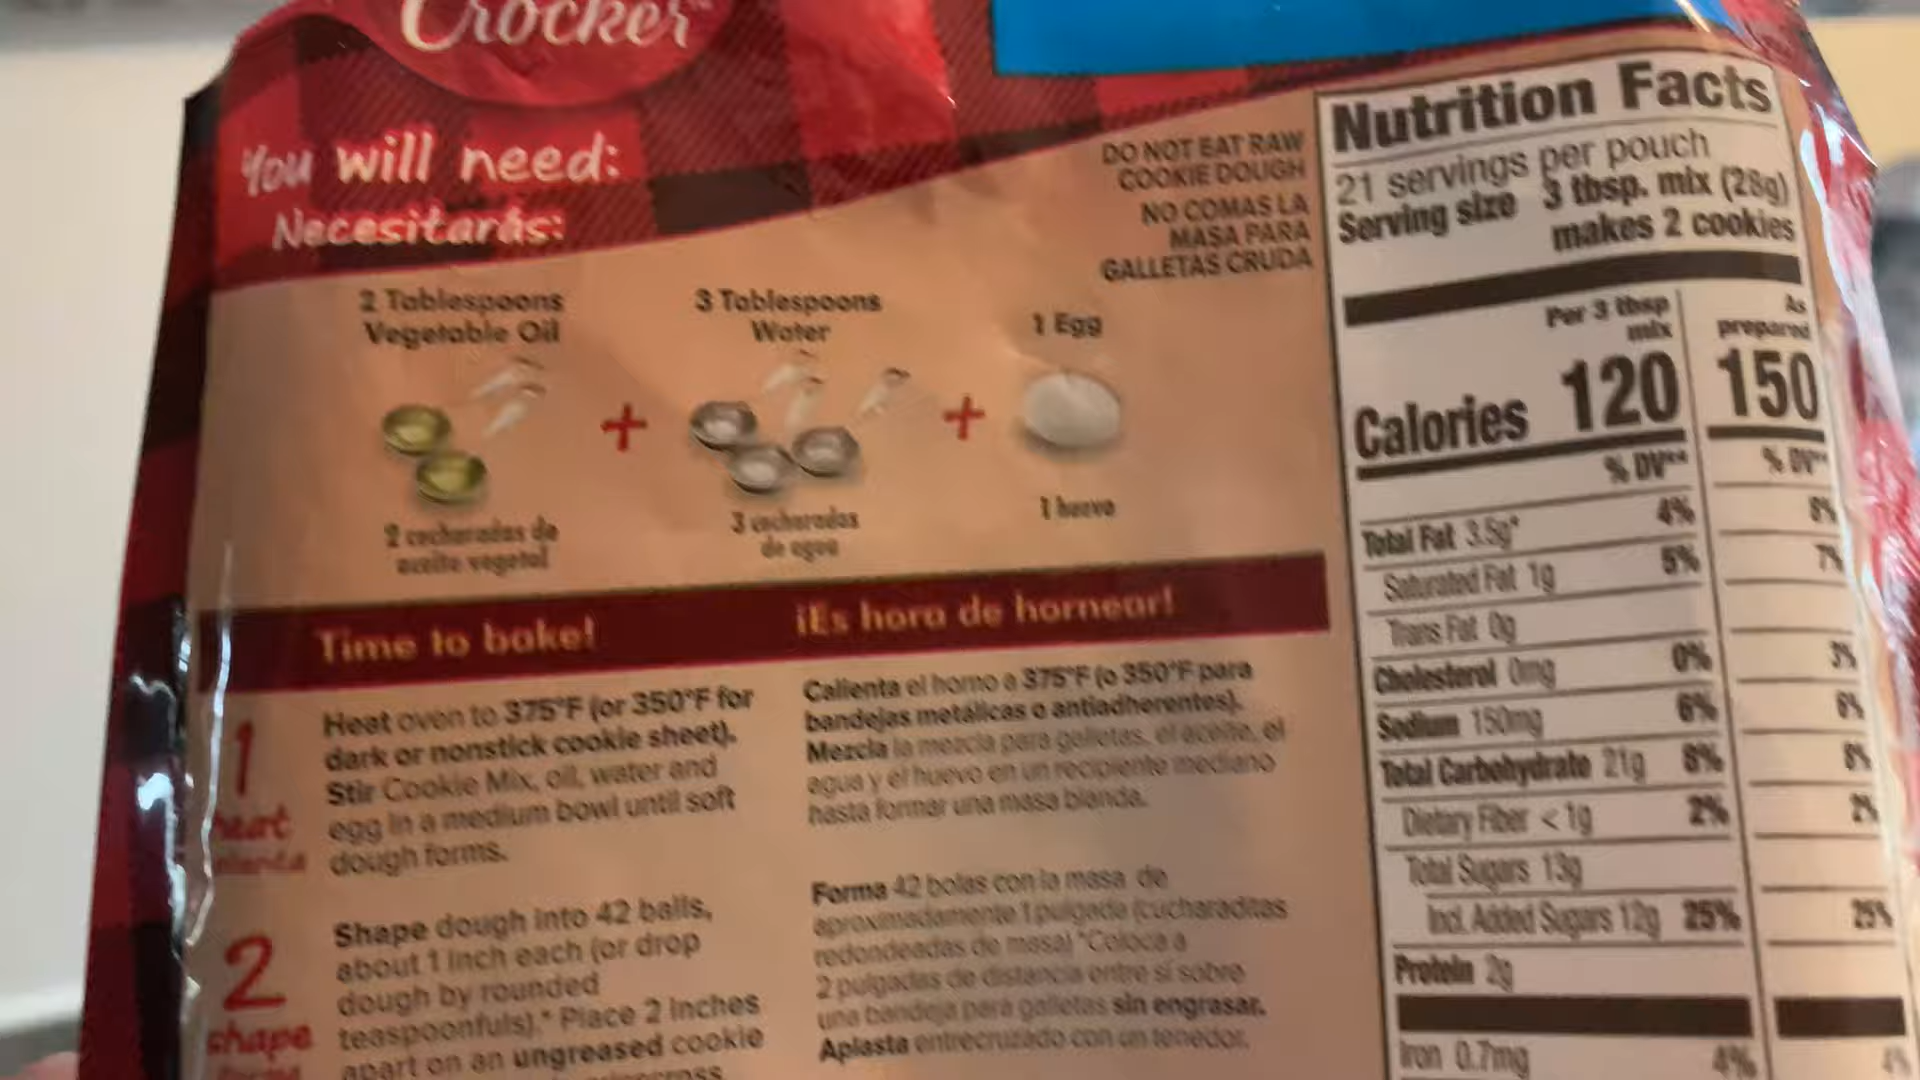 Crocker™
You will need:
Necesitarás:
DO NOT EAT RAW
COOKIE DOUGH
NO COMAS LA
MASA PARA
GALLETAS CRUDA
2 Tablespoons
Vegetable Oil
+
3 Tablespoons
Water
+
1 Egg
2 cucharadas de
aceite vegetal
3 cucharadas
de agua
1 huevo
Time to bake!
¡Es hora de hornear!
1
heat
Heat oven to 375°F (or 350°F for
dark or nonstick cookie sheet).
Stir Cookie Mix, oil, water and
egg in a medium bowl until soft
dough forms.
Calienta el horno a 375°F (o 350°F para
bandejas metálicas o antiadherentes).
Mezcla la mezcla para galletas, el aceite, el
agua y el huevo en un recipiente mediano
hasta formar una masa blanda.
2
shape
Shape dough into 42 balls,
about 1 inch each (or drop
dough by rounded
teaspoonfuls).* Place 2 inches
apart on an ungreased cookie
Forma 42 bolas con la masa de
aproximadamente 1 pulgada (cucharaditas
redondeadas de masa) *Coloca a
2 pulgadas de distancia entre sí sobre
una bandeja para galletas sin engrasar.
Aplasta entrecruzado con un tenedor.
Nutrition Facts
21 servings per pouch
Serving size 3 tbsp. mix (28g)
makes 2 cookies
Per 3 tbsp
mix
As
prepared
Calories 120 150
% DV** % DV**
Total Fat 3.5g* 4% 8%
Saturated Fat 1g 5% 7%
Trans Fat 0g
Cholesterol 0mg 0% 3%
Sodium 150mg 6% 6%
Total Carbohydrate 21g 8% 8%
Dietary Fiber <1g 2% 2%
Total Sugars 13g
Incl. Added Sugars 12g 25% 25%
Protein 2g
Iron 0.7mg 4% 4%